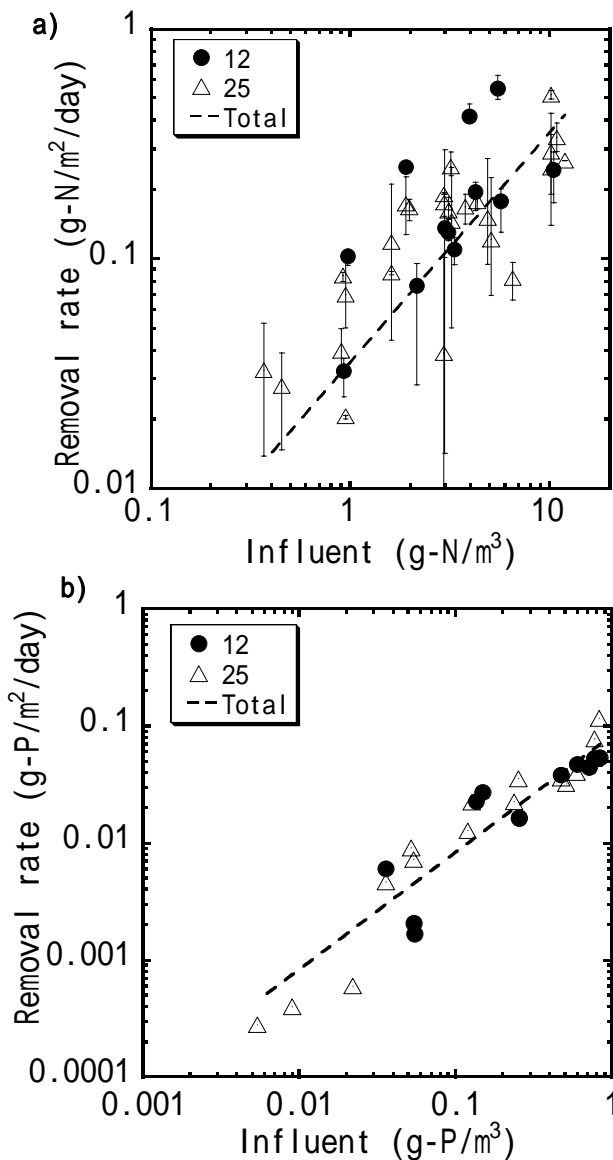 a)
1
12
25
Total
0.1
0.01
Removal rate (g-N/m²/day)
0.1 1 10
Influent (g-N/m³)
b)
1
12
25
Total
0.1
0.01
0.001
0.0001
Removal rate (g-P/m²/day)
0.001 0.01 0.1 1
Influent (g-P/m³)